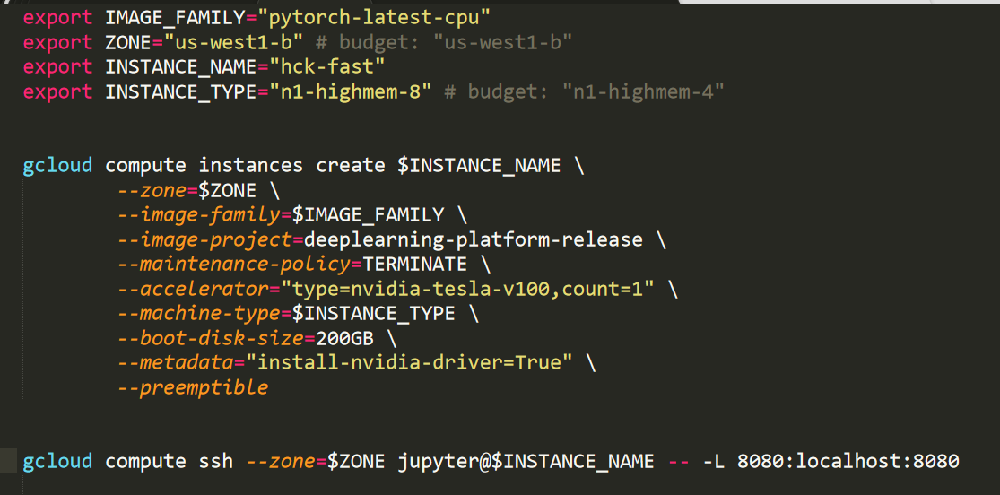 export IMAGE_FAMILY="pytorch-latest-cpu"
export ZONE="us-west1-b" # budget: "us-west1-b"
export INSTANCE_NAME="hck-fast"
export INSTANCE_TYPE="n1-highmem-8" # budget: "n1-highmem-4"
gcloud compute instances create $INSTANCE_NAME \
--zone=$ZONE \
--image-family=$IMAGE_FAMILY \
--image-project=deeplearning-platform-release \
--maintenance-policy=TERMINATE \
--accelerator="type=nvidia-tesla-v100,count=1" \
--machine-type=$INSTANCE_TYPE \
--boot-disk-size=200GB \
--metadata="install-nvidia-driver=True" \
--preemptible
gcloud compute ssh --zone=$ZONE jupyter@$INSTANCE_NAME -- -L 8080:localhost:8080